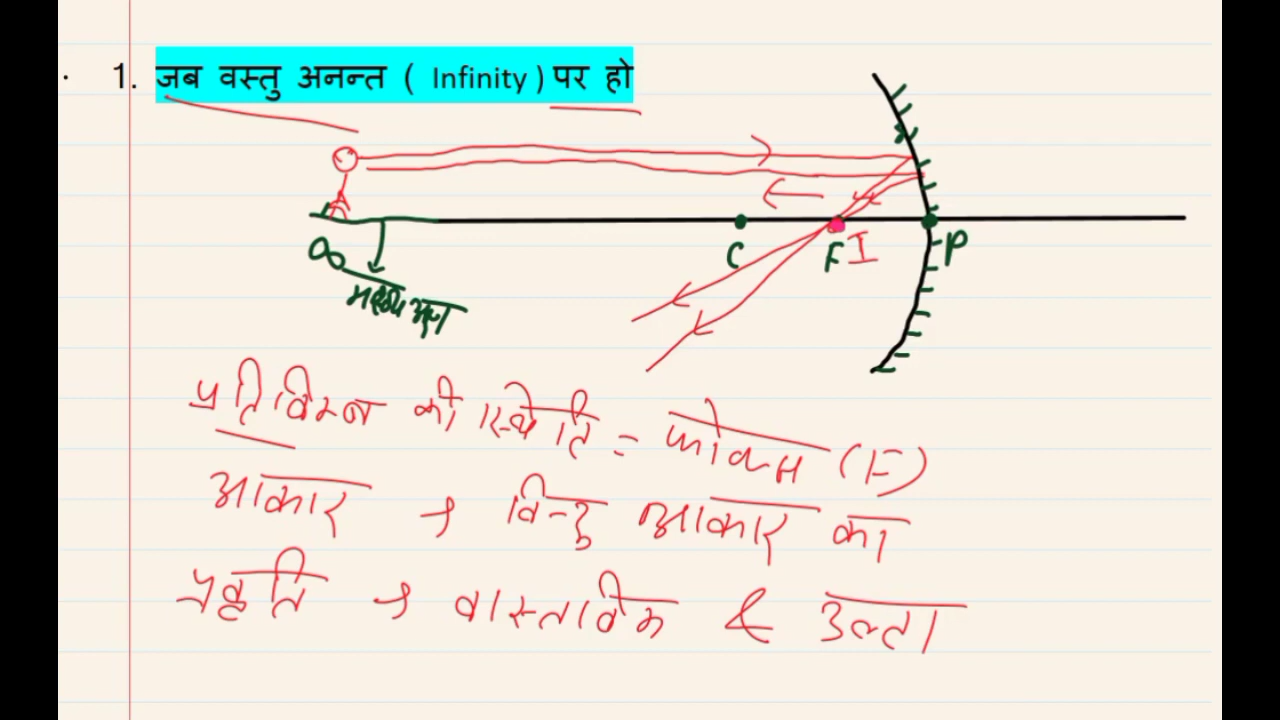 1. जब वस्तु अनन्त ( Infinity ) पर हो
C F I P
∞
प्रतिविम्ब की स्थिति = फोकस (F)
आकार → विन्दु आकार का
प्रकृति → वास्तविक & उल्टा